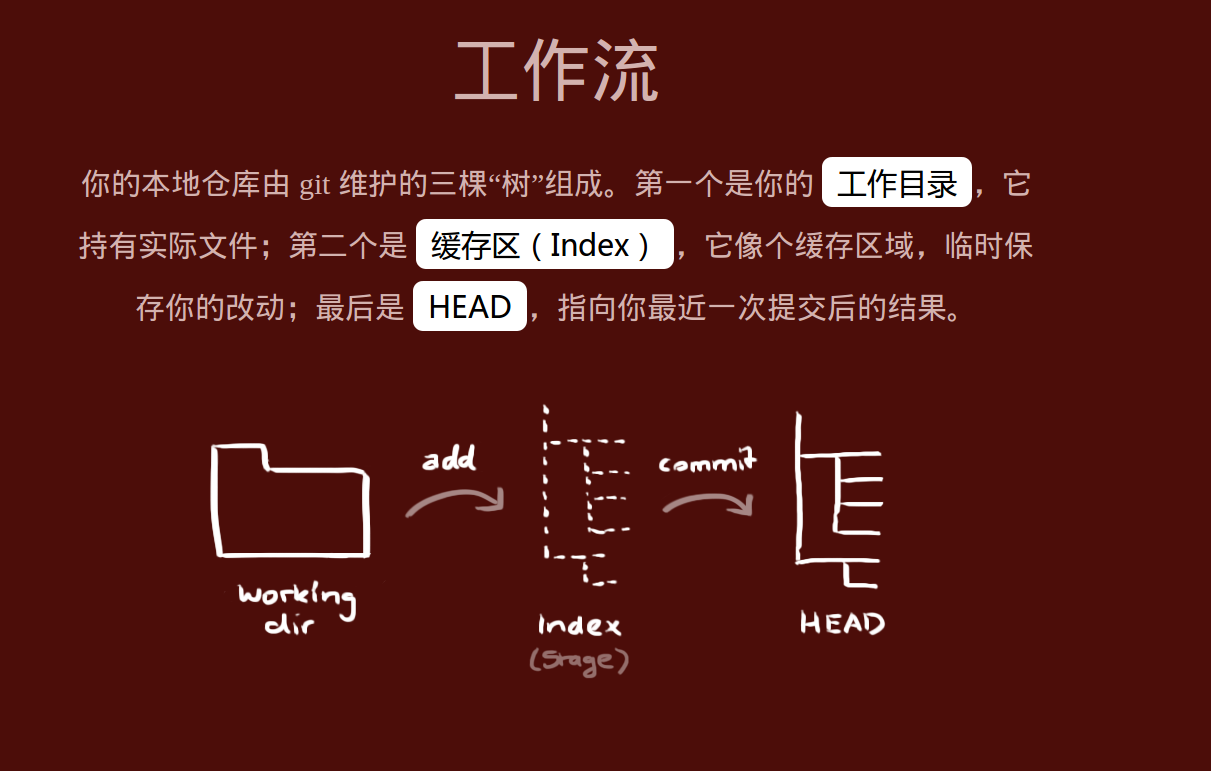 工作流
你的本地仓库由 git 维护的三棵“树”组成。第一个是你的 工作目录，它
持有实际文件；第二个是 缓存区（Index），它像个缓存区域，临时保
存你的改动；最后是 HEAD，指向你最近一次提交后的结果。
add
commit
working
dir
Index
(Stage)
HEAD